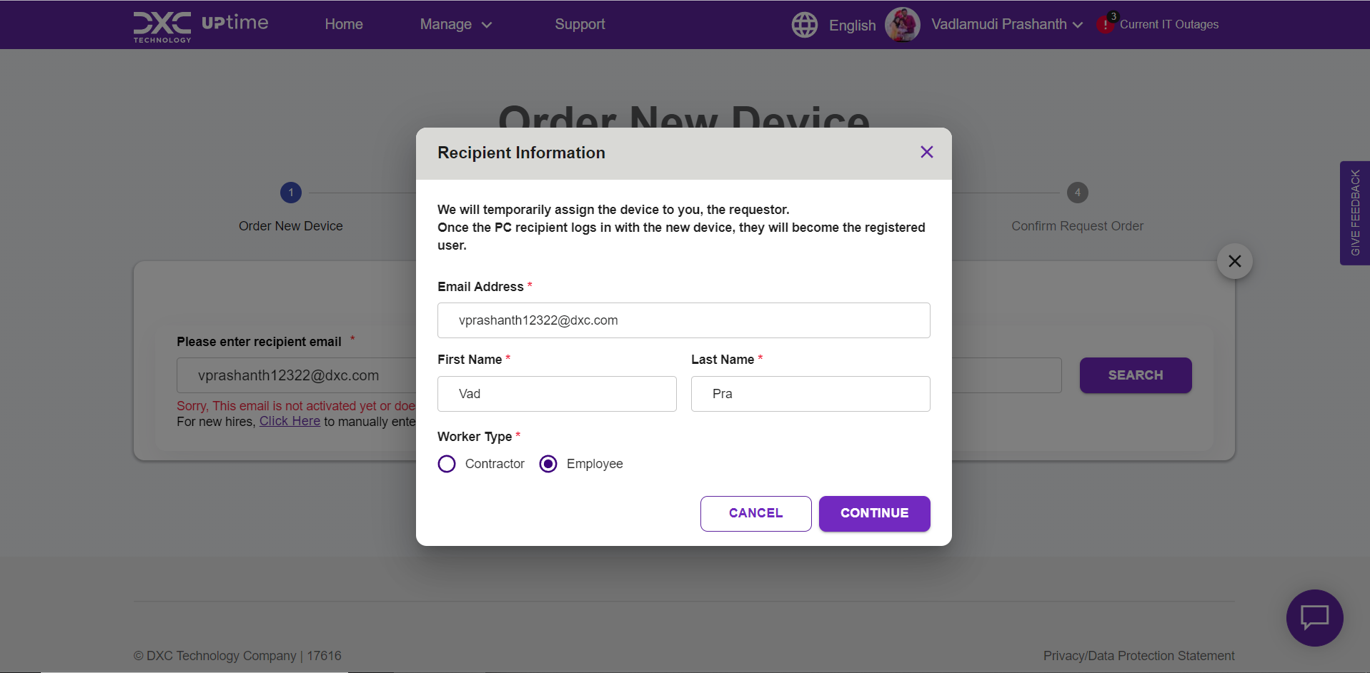 DXC
TECHNOLOGY
UPtime
Home
Manage
Support
English
Vadlamudi Prashanth
!
3
Current IT Outages
Order New Device
Recipient Information
We will temporarily assign the device to you, the requestor.
Once the PC recipient logs in with the new device, they will become the registered
user.
Email Address *
vprashanth12322@dxc.com
First Name *
Last Name *
Vad
Pra
Worker Type *
Contractor
Employee
CANCEL
CONTINUE
1
Order New Device
4
Confirm Request Order
GIVE FEEDBACK
Please enter recipient email *
vprashanth12322@dxc.com
SEARCH
Sorry, This email is not activated yet or doe
For new hires, Click Here to manually ente
© DXC Technology Company | 17616
Privacy/Data Protection Statement